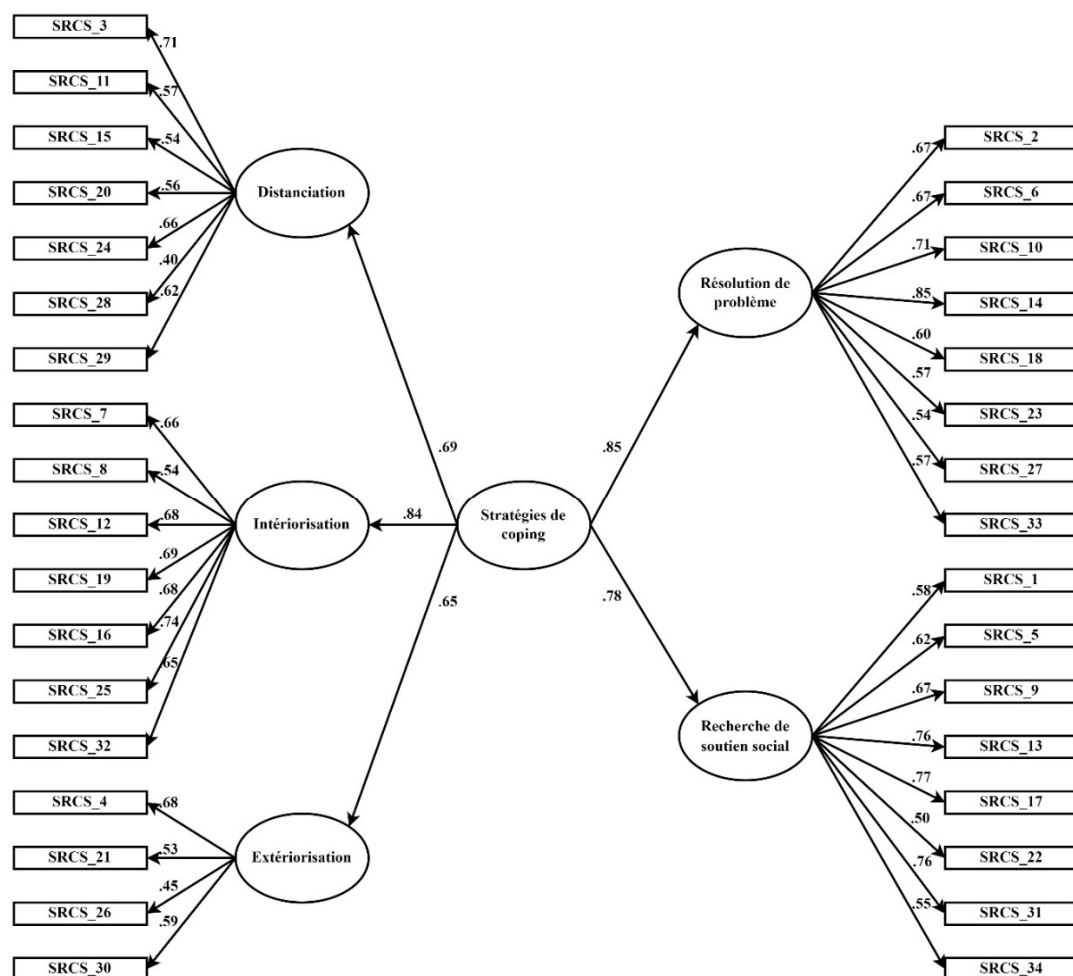 SRCS_3
.71
SRCS_11
.57
SRCS_15
.54
SRCS_20
.56
SRCS_24
.66
SRCS_28
.40
SRCS_29
.62
Distanciation
SRCS_7
.66
SRCS_8
.54
SRCS_12
.68
SRCS_19
.69
SRCS_16
.68
SRCS_25
.74
SRCS_32
.65
Intériorisation
SRCS_4
.68
SRCS_21
.53
SRCS_26
.45
SRCS_30
.59
Extériorisation
.69
.84
.65
Stratégies de
coping
.85
.78
Résolution de
problème
.67
SRCS_2
.67
SRCS_6
.71
SRCS_10
.85
SRCS_14
.60
SRCS_18
.57
SRCS_23
.54
SRCS_27
.57
SRCS_33
Recherche de
soutien social
.58
SRCS_1
.62
SRCS_5
.67
SRCS_9
.76
SRCS_13
.77
SRCS_17
.50
SRCS_22
.76
SRCS_31
.55
SRCS_34